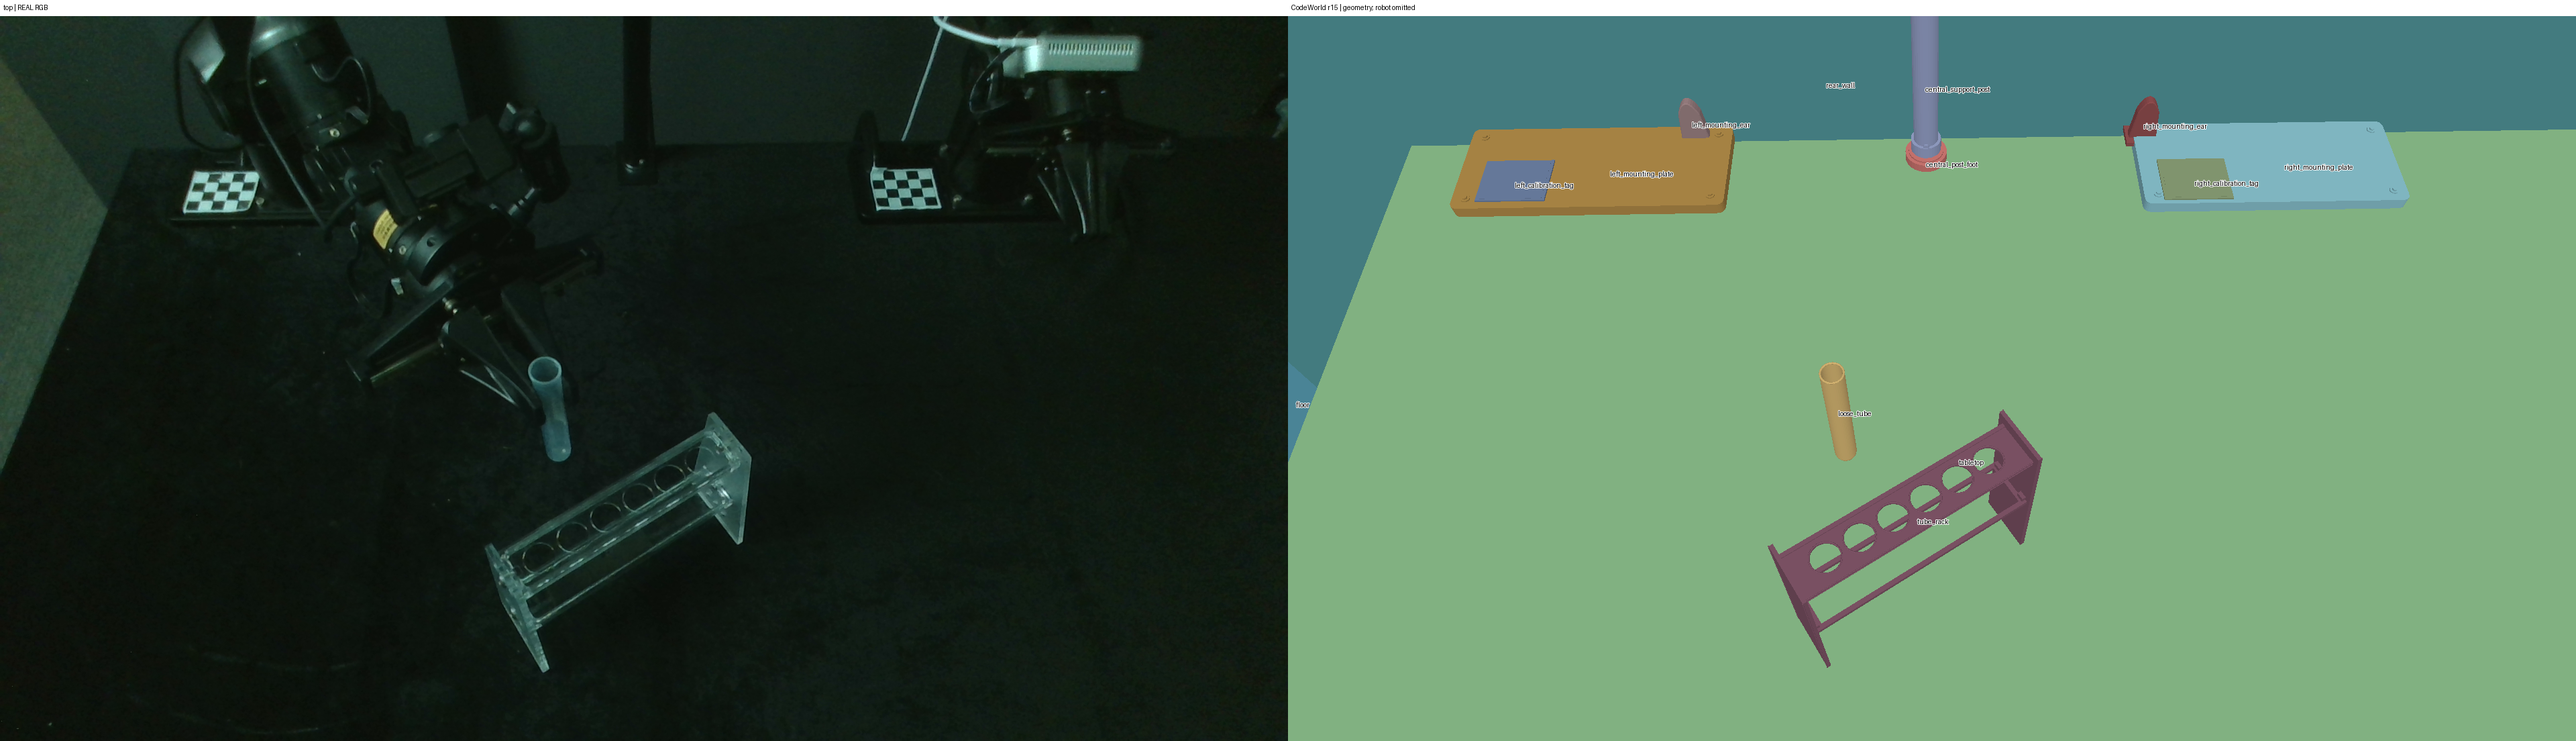 top | REAL RGB
CodeWorld r15 | geometry; robot omitted
rear_wall
central_support_post
left_mounting_ear
right_mounting_ear
central_post_foot
left_mounting_plate
right_mounting_plate
left_calibration_tag
right_calibration_tag
floor
loose_tube
tabletop
tube_rack